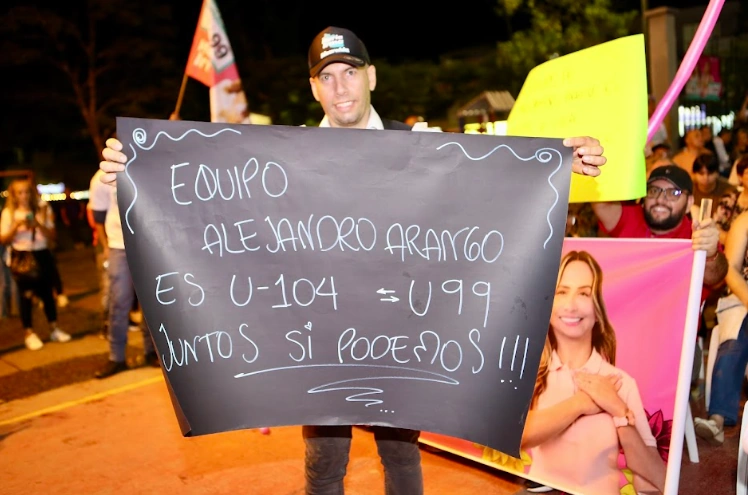 EQUIPO
ALEJANDRO ARANGO
ES U-104 ⇆ U99
JUNTOS SI PODEMOS!!!
...